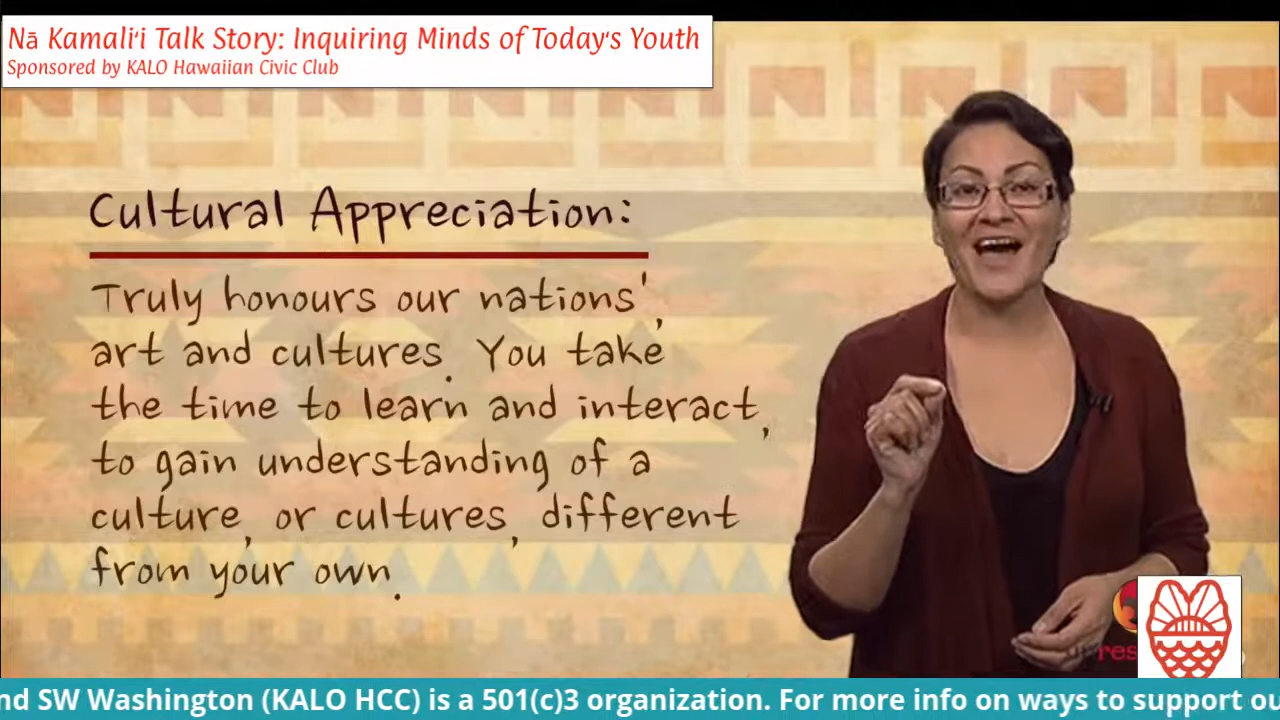 Nā Kamali'i Talk Story: Inquiring Minds of Today's Youth
Sponsored by KALO Hawaiian Civic Club
Cultural Appreciation:
Truly honours our nations',
art and cultures. You take
the time to learn and interact,
to gain understanding of a
culture, or cultures, different
from your own.
nd SW Washington (KALO HCC) is a 501(c)3 organization. For more info on ways to support ou